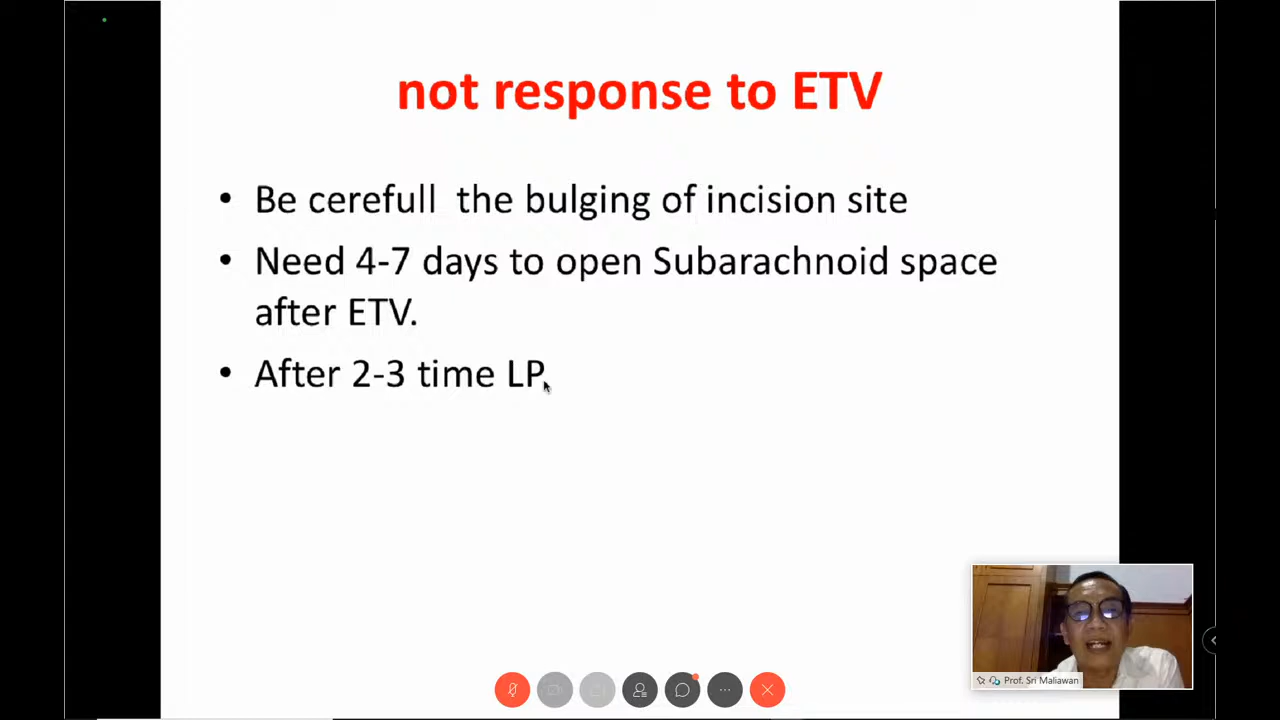 not response to ETV
• Be cerefull the bulging of incision site
• Need 4-7 days to open Subarachnoid space
after ETV.
• After 2-3 time LP
Prof. Sri Maliawan